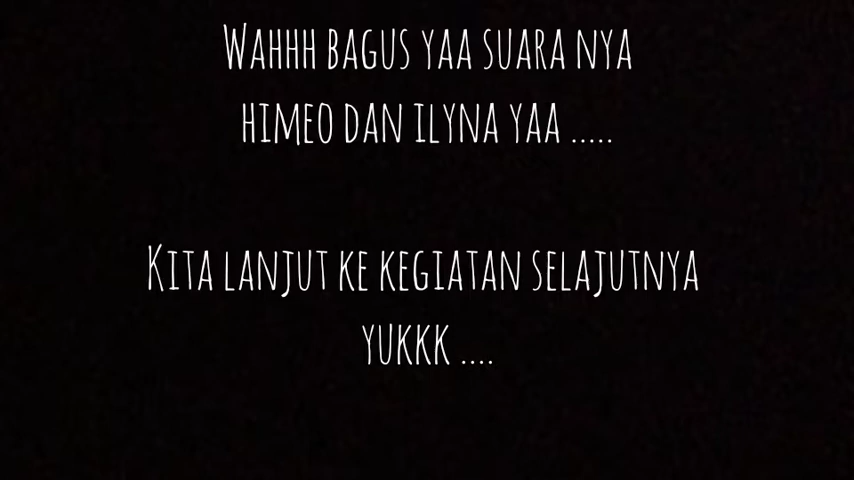 Wahhh bagus yaa suara nya
himeo dan ilyna yaa .....
Kita lanjut ke kegiatan selajutnya
yukkk ....